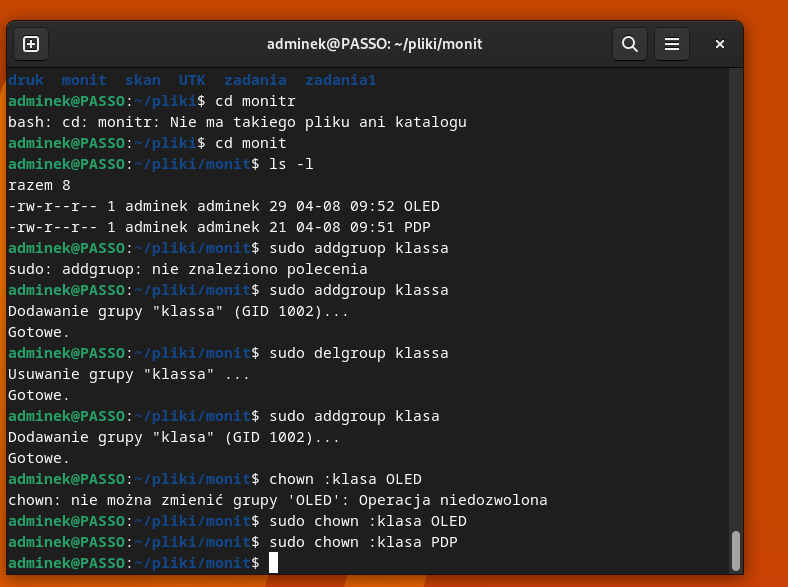 adminek@PASSO: ~/pliki/monit
druk  monit  skan  UTK  zadania  zadania1
adminek@PASSO:~/pliki$ cd monitr
bash: cd: monitr: Nie ma takiego pliku ani katalogu
adminek@PASSO:~/pliki$ cd monit
adminek@PASSO:~/pliki/monit$ ls -l
razem 8
-rw-r--r-- 1 adminek adminek 29 04-08 09:52 OLED
-rw-r--r-- 1 adminek adminek 21 04-08 09:51 PDP
adminek@PASSO:~/pliki/monit$ sudo addgruop klassa
sudo: addgruop: nie znaleziono polecenia
adminek@PASSO:~/pliki/monit$ sudo addgroup klassa
Dodawanie grupy "klassa" (GID 1002)...
Gotowe.
adminek@PASSO:~/pliki/monit$ sudo delgroup klassa
Usuwanie grupy "klassa" ...
Gotowe.
adminek@PASSO:~/pliki/monit$ sudo addgroup klasa
Dodawanie grupy "klasa" (GID 1002)...
Gotowe.
adminek@PASSO:~/pliki/monit$ chown :klasa OLED
chown: nie można zmienić grupy 'OLED': Operacja niedozwolona
adminek@PASSO:~/pliki/monit$ sudo chown :klasa OLED
adminek@PASSO:~/pliki/monit$ sudo chown :klasa PDP
adminek@PASSO:~/pliki/monit$